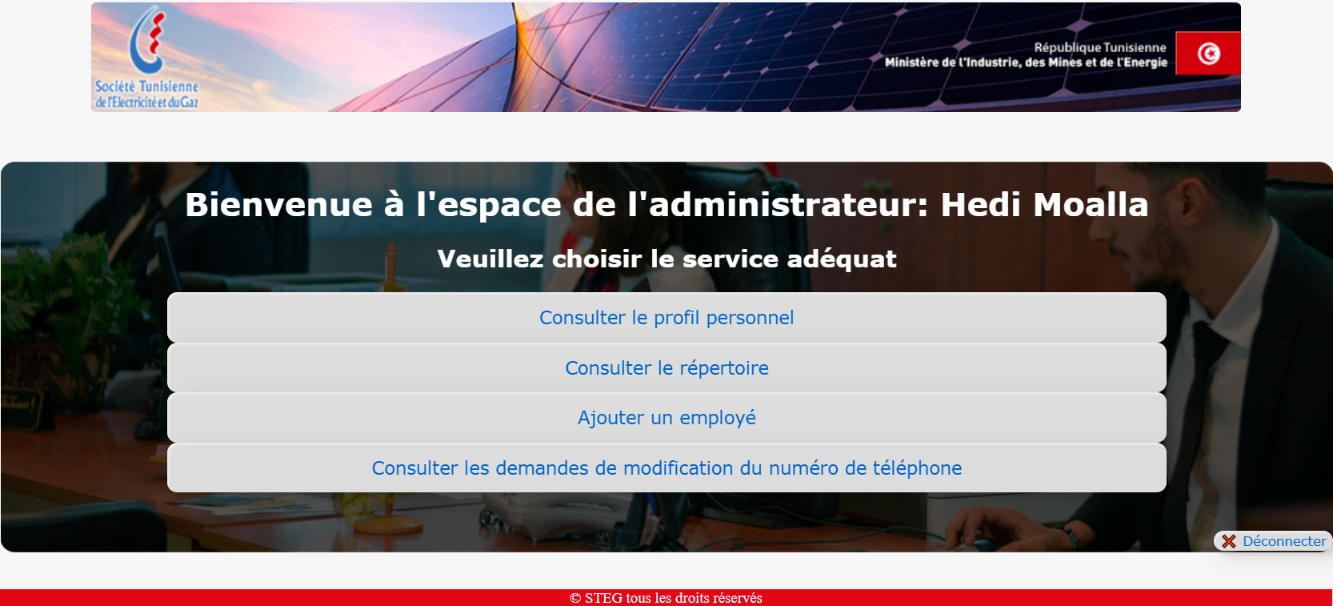 Société Tunisienne
de l'Electricité et du Gaz
République Tunisienne
Ministère de l'Industrie, des Mines et de l'Energie
Bienvenue à l'espace de l'administrateur: Hedi Moalla
Veuillez choisir le service adéquat
Consulter le profil personnel
Consulter le répertoire
Ajouter un employé
Consulter les demandes de modification du numéro de téléphone
Déconnecter
© STEG tous les droits réservés